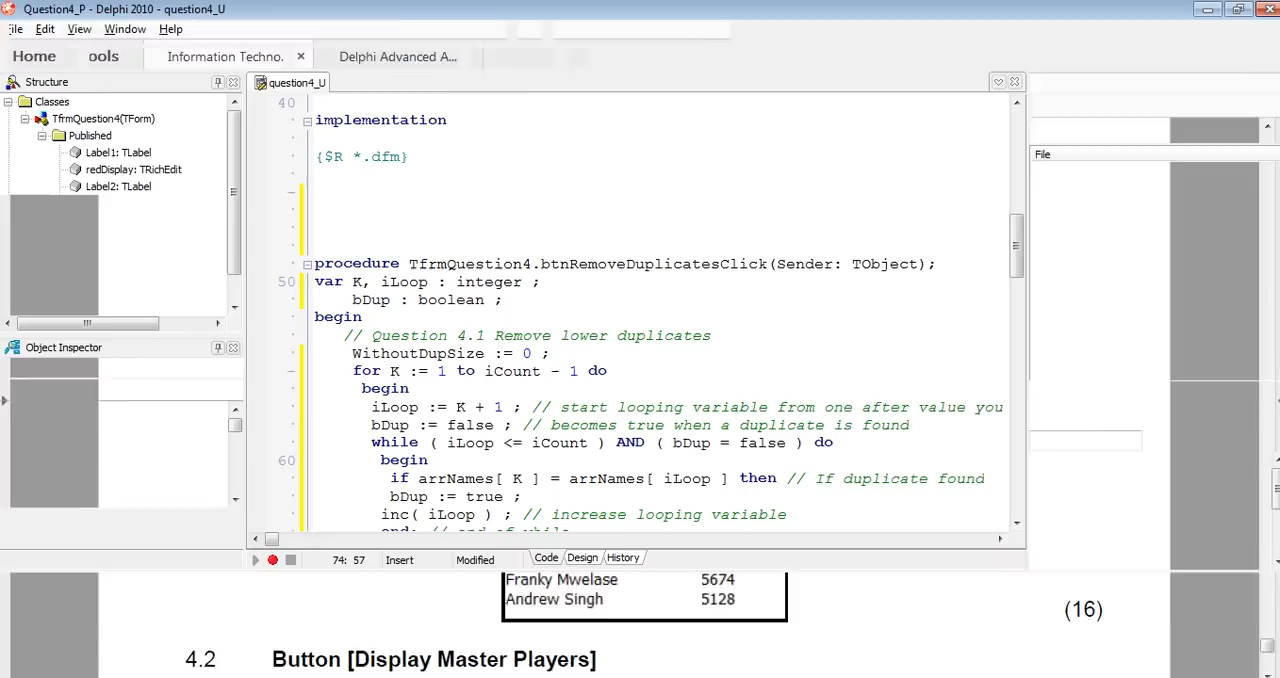 Question4_P - Delphi 2010 - question4_U
File Edit View Window Help
Home ools Information Techno. × Delphi Advanced A...
Structure
question4_U
Classes
TfrmQuestion4(TForm)
Published
Label1: TLabel
redDisplay: TRichEdit
Label2: TLabel
Object Inspector
File
40
implementation
{$R *.dfm}
procedure TfrmQuestion4.btnRemoveDuplicatesClick(Sender: TObject);
50 var K, iLoop : integer ;
bDup : boolean ;
begin
// Question 4.1 Remove lower duplicates
WithoutDupSize := 0 ;
for K := 1 to iCount - 1 do
begin
iLoop := K + 1 ; // start looping variable from one after value you
bDup := false ; // becomes true when a duplicate is found
while ( iLoop <= iCount ) AND ( bDup = false ) do
60 begin
if arrNames[ K ] = arrNames[ iLoop ] then // If duplicate found
bDup := true ;
inc( iLoop ) ; // increase looping variable
end; // end of while
74: 57 Insert Modified Code Design History
Franky Mwelase 5674
Andrew Singh 5128
(16)
4.2 Button [Display Master Players]